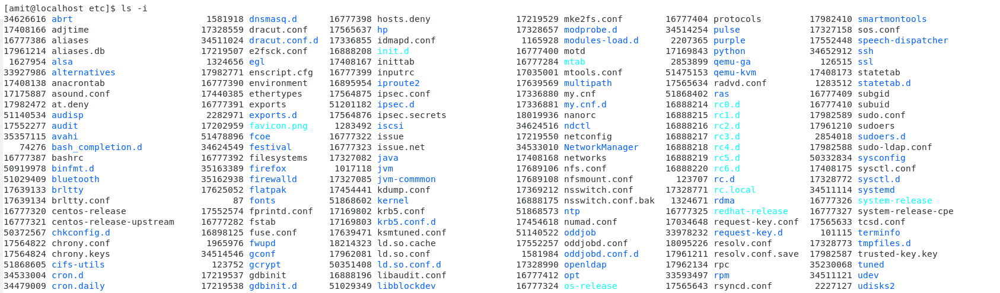 [amit@localhost etc]$ ls -i
34626616 abrt 1581918 dnsmasq.d 16777398 hosts.deny 17219529 mke2fs.conf 16777404 protocols 17982410 smartmontools
17408166 adjtime 17328559 dracut.conf 17565637 hp 17328657 modprobe.d 34514254 pulse 17327158 sos.conf
16777386 aliases 34511024 dracut.conf.d 17336855 idmapd.conf 1165928 modules-load.d 2207365 purple 17552448 speech-dispatcher
17961214 aliases.db 17219507 e2fsck.conf 16888208 init.d 16777400 motd 17169843 python 34652912 ssh
1627954 alsa 1324656 egl 17408167 inittab 16777284 mtab 2853899 qemu-ga 126515 ssl
33927986 alternatives 17982771 enscript.cfg 16777399 inputrc 17035001 mtools.conf 51475153 qemu-kvm 17408173 statetab
17408138 anacrontab 16777390 environment 16895954 iproute2 17639569 multipath 17565634 radvd.conf 1283512 statetab.d
17175887 asound.conf 17440385 ethertypes 17564875 ipsec.conf 17336880 my.cnf 51868402 ras 16777409 subgid
17982472 at.deny 16777391 exports 51201182 ipsec.d 17336881 my.cnf.d 16888214 rc0.d 16777410 subuid
51140534 audisp 2282971 exports.d 17564876 ipsec.secrets 18019936 nanorc 16888215 rc1.d 17982589 sudo.conf
17552277 audit 17202959 favicon.png 1283492 iscsi 34624516 ndctl 16888216 rc2.d 17961210 sudoers
35357115 avahi 51478896 fcoe 16777322 issue 17219550 netconfig 16888217 rc3.d 2854018 sudoers.d
74276 bash_completion.d 34624549 festival 16777323 issue.net 34533010 NetworkManager 16888218 rc4.d 17982588 sudo-ldap.conf
16777387 bashrc 16777392 filesystems 17327082 java 17408168 networks 16888219 rc5.d 50332834 sysconfig
50919978 binfmt.d 35163389 firefox 1017118 jvm 17689106 nfs.conf 16888220 rc6.d 17408175 sysctl.conf
51029409 bluetooth 35162938 firewalld 17327085 jvm-commmon 17689108 nfsmount.conf 123707 rc.d 17328772 sysctl.d
17639133 brltty 17625052 flatpak 17454441 kdump.conf 17369212 nsswitch.conf 17328771 rc.local 34511114 systemd
17639134 brltty.conf 87 fonts 51868602 kernel 16888175 nsswitch.conf.bak 1324671 rdma 16777326 system-release
16777320 centos-release 17552574 fprintd.conf 17169802 krb5.conf 51868573 ntp 16777325 redhat-release 16777327 system-release-cpe
16777321 centos-release-upstream 16777282 fstab 17169803 krb5.conf.d 17454618 numad.conf 17034648 request-key.conf 17565633 tcsd.conf
50372567 chkconfig.d 16898125 fuse.conf 17639471 ksmtuned.conf 51140522 oddjob 33978232 request-key.d 101115 terminfo
17564822 chrony.conf 1965976 fwupd 18214323 ld.so.cache 17552257 oddjobd.conf 18095226 resolv.conf 17328773 tmpfiles.d
17564824 chrony.keys 34514546 gconf 17962081 ld.so.conf 1581984 oddjobd.conf.d 17961211 resolv.conf.save 17982587 trusted-key.key
51868605 cifs-utils 123752 gcrypt 50351408 ld.so.conf.d 17328990 openldap 17962134 rpc 35230068 tuned
34533004 cron.d 17219537 gdbinit 16888196 libaudit.conf 16777412 opt 33593497 rpm 34511121 udev
34479009 cron.daily 17219538 gdbinit.d 51029349 libblockdev 16777324 os-release 17565643 rsyncd.conf 2227127 udisks2